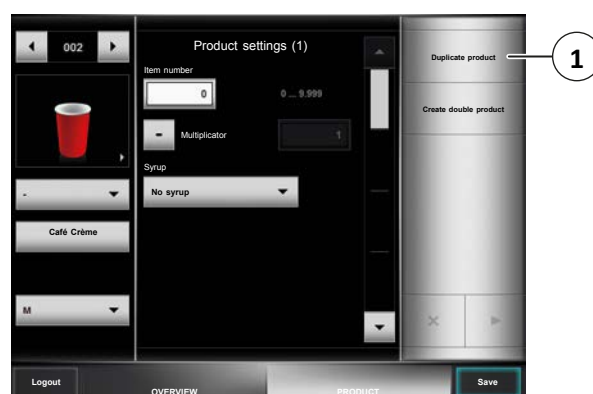 002
Product settings (1)
Item number
0
0 ... 9.999
-
Multiplicator
1
Syrup
No syrup
-
Café Crème
M
Duplicate product
Create double product
1
Logout
OVERVIEW
PRODUCT
Save